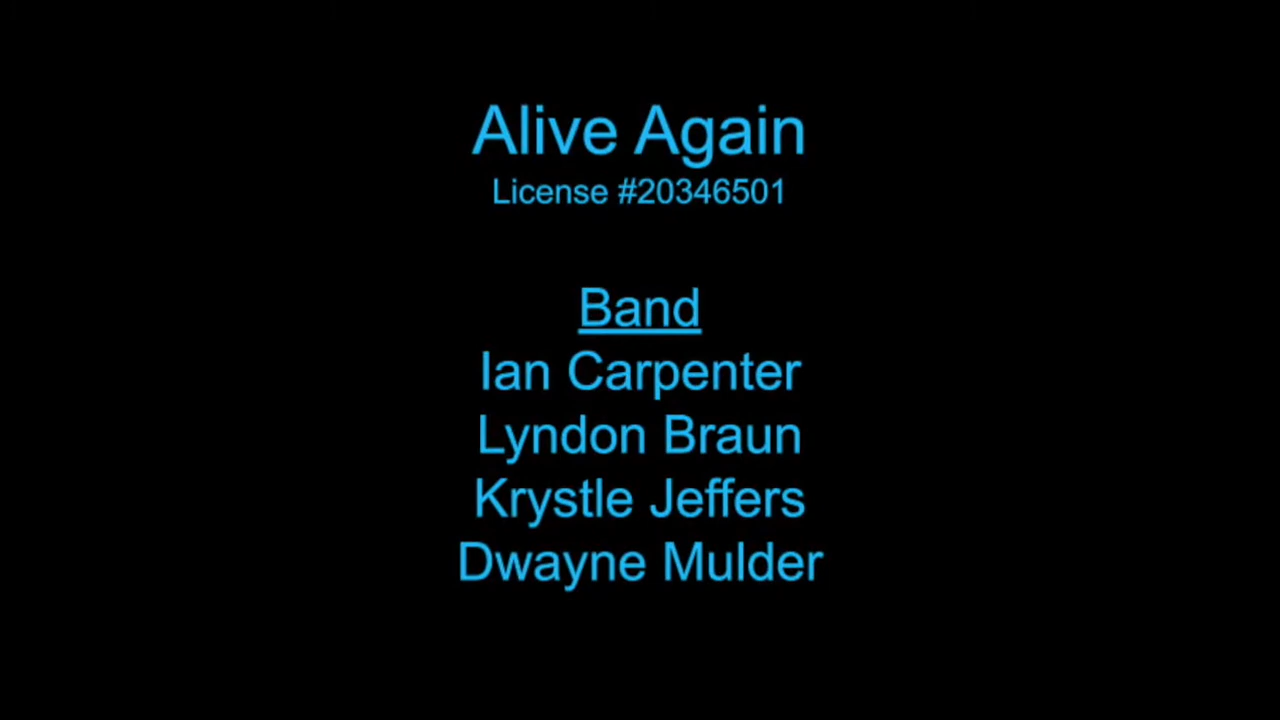 Alive Again
License #20346501
Band
Ian Carpenter
Lyndon Braun
Krystle Jeffers
Dwayne Mulder